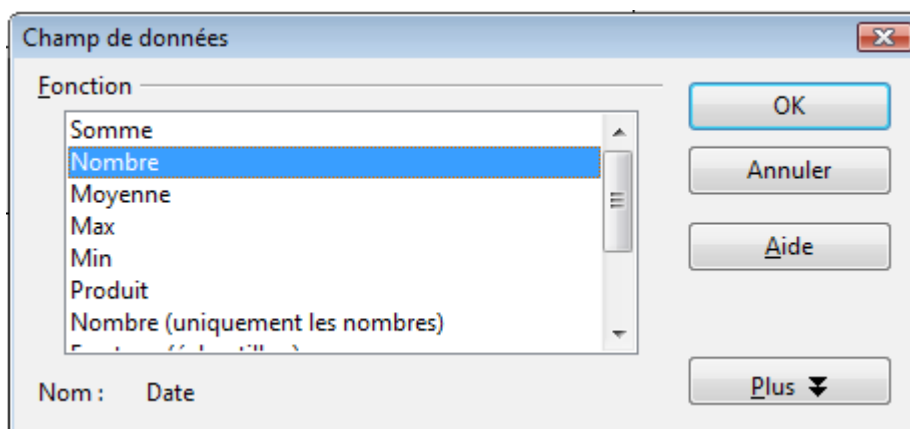 Champ de données
Fonction
Somme
Nombre
Moyenne
Max
Min
Produit
Nombre (uniquement les nombres)
OK
Annuler
Aide
Nom : Date
Plus